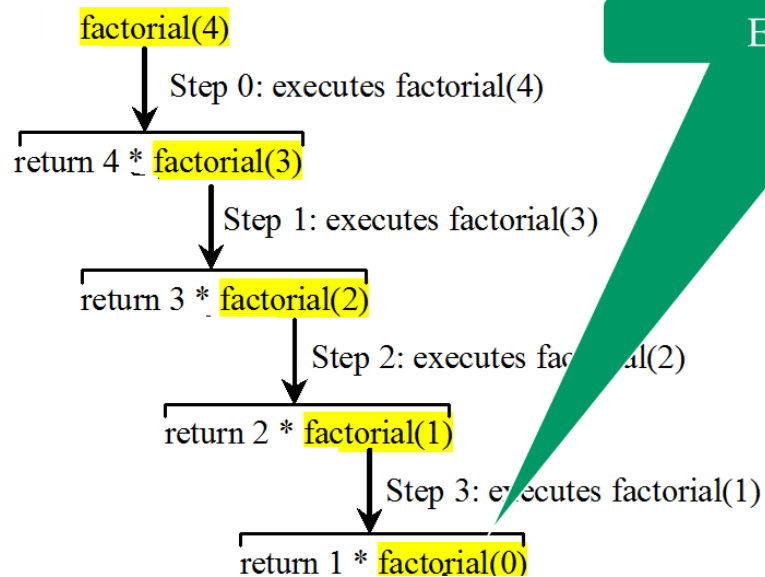 factorial(4)
E
Step 0: executes factorial(4)
return 4 * factorial(3)
Step 1: executes factorial(3)
return 3 * factorial(2)
Step 2: executes
return 2 * factorial(1)
Step 3: executes factorial(1)
return 1 * factorial(0)